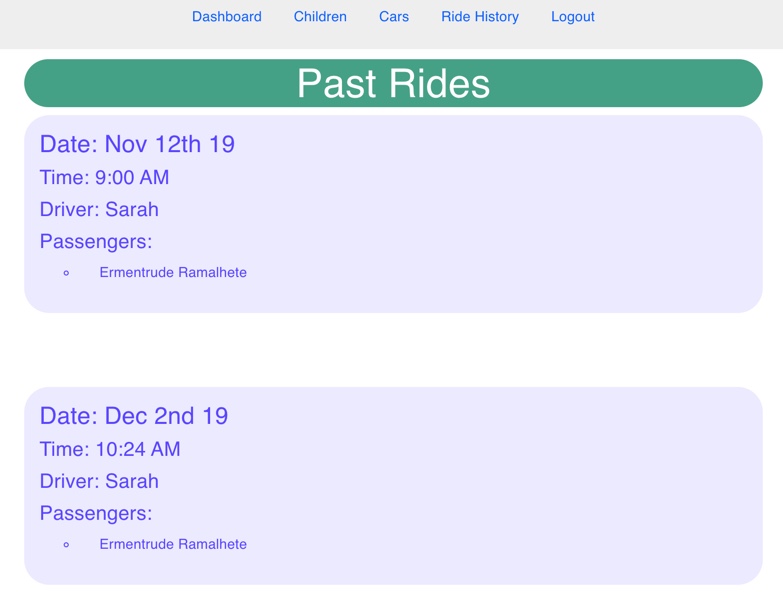 Dashboard Children Cars Ride History Logout
Past Rides
Date: Nov 12th 19
Time: 9:00 AM
Driver: Sarah
Passengers:
Ermentrude Ramalhete
Date: Dec 2nd 19
Time: 10:24 AM
Driver: Sarah
Passengers:
Ermentrude Ramalhete